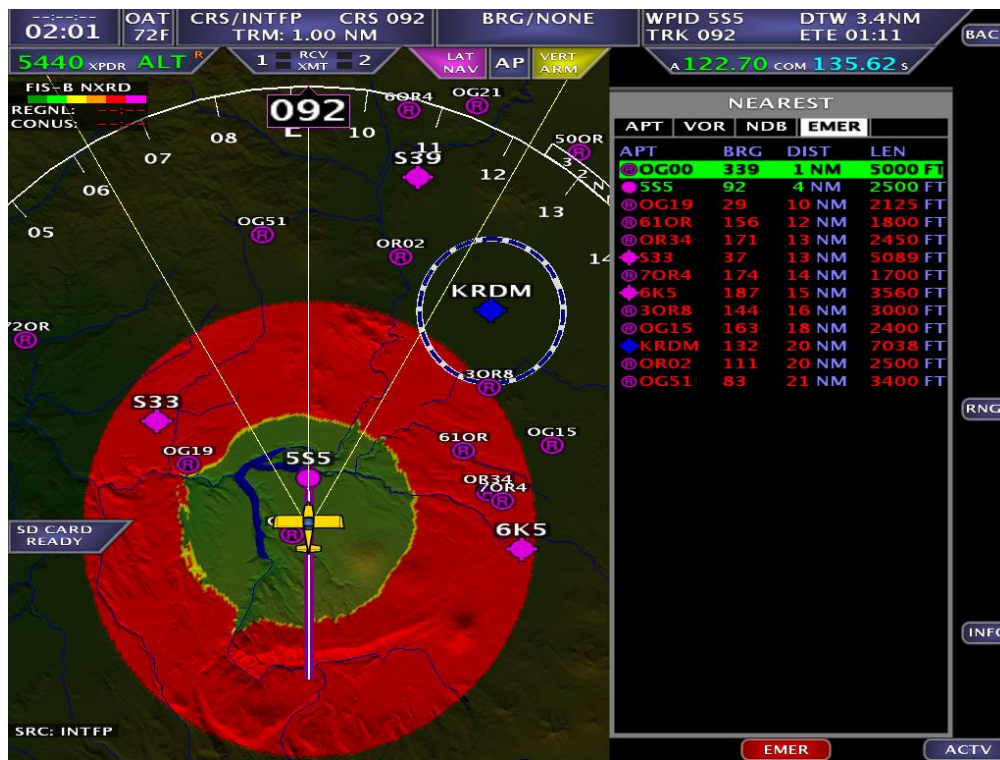 --:--:-- OAT CRS/INTFP CRS 092 BRG/NONE WPID 5S5 DTW 3.4NM
02:01 72F TRM: 1.00 NM TRK 092 ETE 01:11
BAC
5440 XPDR ALT R 1 RCV XMT 2 LAT NAV AP VERT ARM A 122.70 COM 135.62 S
FIS-B NXRD
REGNL: --:--
CONUS: --:--
092
E
05
06
07
08
10
11
12
13
14
3
2
N
6OR4
OG21
50OR
S39
OG51
OR02
KRDM
72OR
3OR8
S33
OG19
5S5
61OR
OG15
OR34
7OR4
6K5
SD CARD
READY
SRC: INTFP
NEAREST
APT VOR NDB EMER
APT BRG DIST LEN
R OG00 339 1 NM 5000 FT
5S5 92 4 NM 2500 FT
R OG19 29 10 NM 2125 FT
R 61OR 156 12 NM 1800 FT
R OR34 171 13 NM 2450 FT
S33 37 13 NM 5089 FT
R 7OR4 174 14 NM 1700 FT
6K5 187 15 NM 3560 FT
R 3OR8 144 16 NM 3000 FT
R OG15 163 18 NM 2400 FT
KRDM 132 20 NM 7038 FT
R OR02 111 20 NM 2500 FT
R OG51 83 21 NM 3400 FT
RNG
INFO
EMER
ACTV